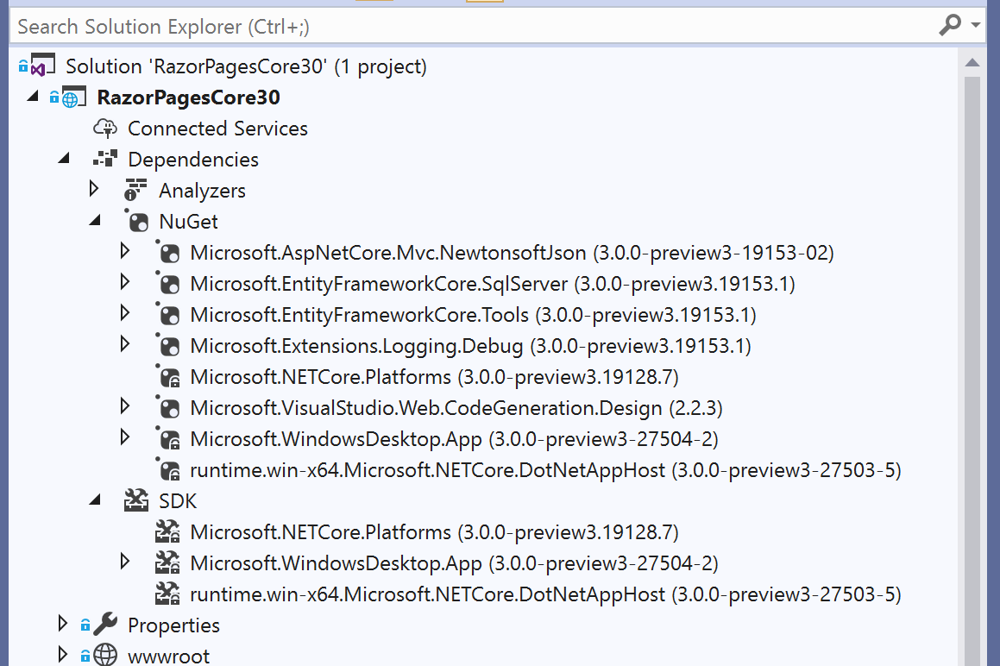 Search Solution Explorer (Ctrl+;)
Solution 'RazorPagesCore30' (1 project)
RazorPagesCore30
Connected Services
Dependencies
Analyzers
NuGet
Microsoft.AspNetCore.Mvc.NewtonsoftJson (3.0.0-preview3-19153-02)
Microsoft.EntityFrameworkCore.SqlServer (3.0.0-preview3.19153.1)
Microsoft.EntityFrameworkCore.Tools (3.0.0-preview3.19153.1)
Microsoft.Extensions.Logging.Debug (3.0.0-preview3.19153.1)
Microsoft.NETCore.Platforms (3.0.0-preview3.19128.7)
Microsoft.VisualStudio.Web.CodeGeneration.Design (2.2.3)
Microsoft.WindowsDesktop.App (3.0.0-preview3-27504-2)
runtime.win-x64.Microsoft.NETCore.DotNetAppHost (3.0.0-preview3-27503-5)
SDK
Microsoft.NETCore.Platforms (3.0.0-preview3.19128.7)
Microsoft.WindowsDesktop.App (3.0.0-preview3-27504-2)
runtime.win-x64.Microsoft.NETCore.DotNetAppHost (3.0.0-preview3-27503-5)
Properties
wwwroot